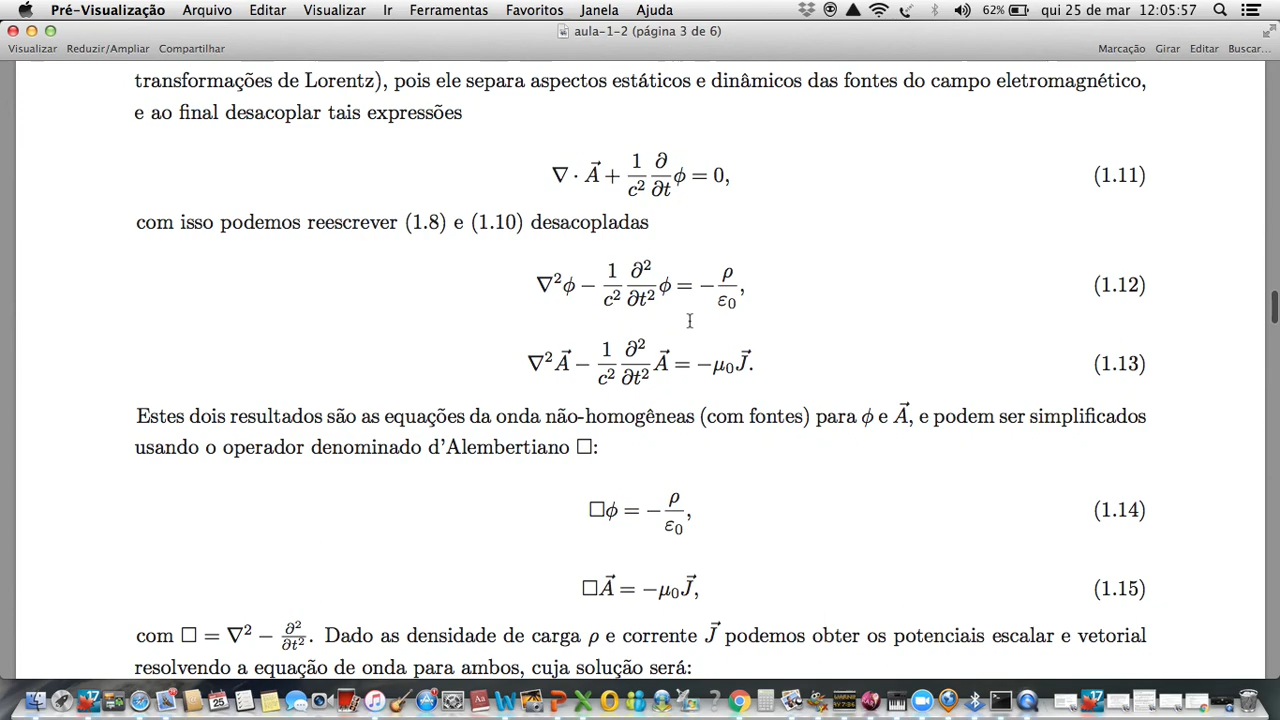 Pré-Visualização Arquivo Editar Visualizar Ir Ferramentas Favoritos Janela Ajuda 62% qui 25 de mar 12:05:57
aula-1-2 (página 3 de 6)
Visualizar Reduzir/Ampliar Compartilhar Marcação Girar Editar Buscar...
transformações de Lorentz), pois ele separa aspectos estáticos e dinâmicos das fontes do campo eletromagnético,
e ao final desacoplar tais expressões
∇ · A⃗ + 1/c² ∂/∂t ϕ = 0, (1.11)
com isso podemos reescrever (1.8) e (1.10) desacopladas
∇²ϕ − 1/c² ∂²/∂t² ϕ = − ρ/ε₀, (1.12)
∇²A⃗ − 1/c² ∂²/∂t² A⃗ = −μ₀J⃗. (1.13)
Estes dois resultados são as equações da onda não-homogêneas (com fontes) para ϕ e A⃗, e podem ser simplificados
usando o operador denominado d'Alembertiano □:
□ϕ = − ρ/ε₀, (1.14)
□A⃗ = −μ₀J⃗, (1.15)
com □ = ∇² − ∂²/∂t². Dado as densidade de carga ρ e corrente J⃗ podemos obter os potenciais escalar e vetorial
resolvendo a equação de onda para ambos, cuja solução será: